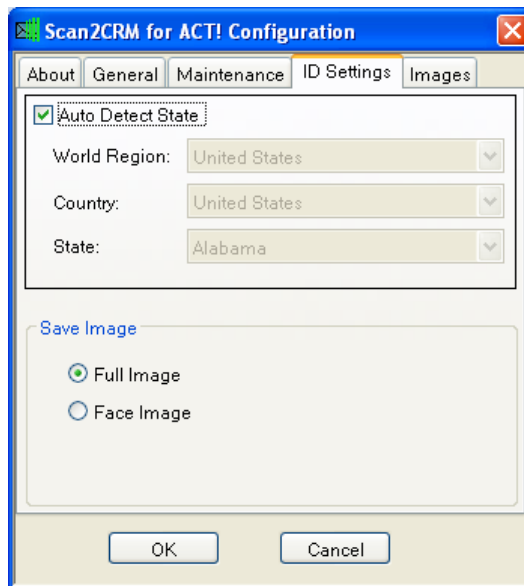 Scan2CRM for ACT! Configuration
About General Maintenance ID Settings Images
Auto Detect State
World Region: United States
Country: United States
State: Alabama
Save Image
Full Image
Face Image
OK Cancel